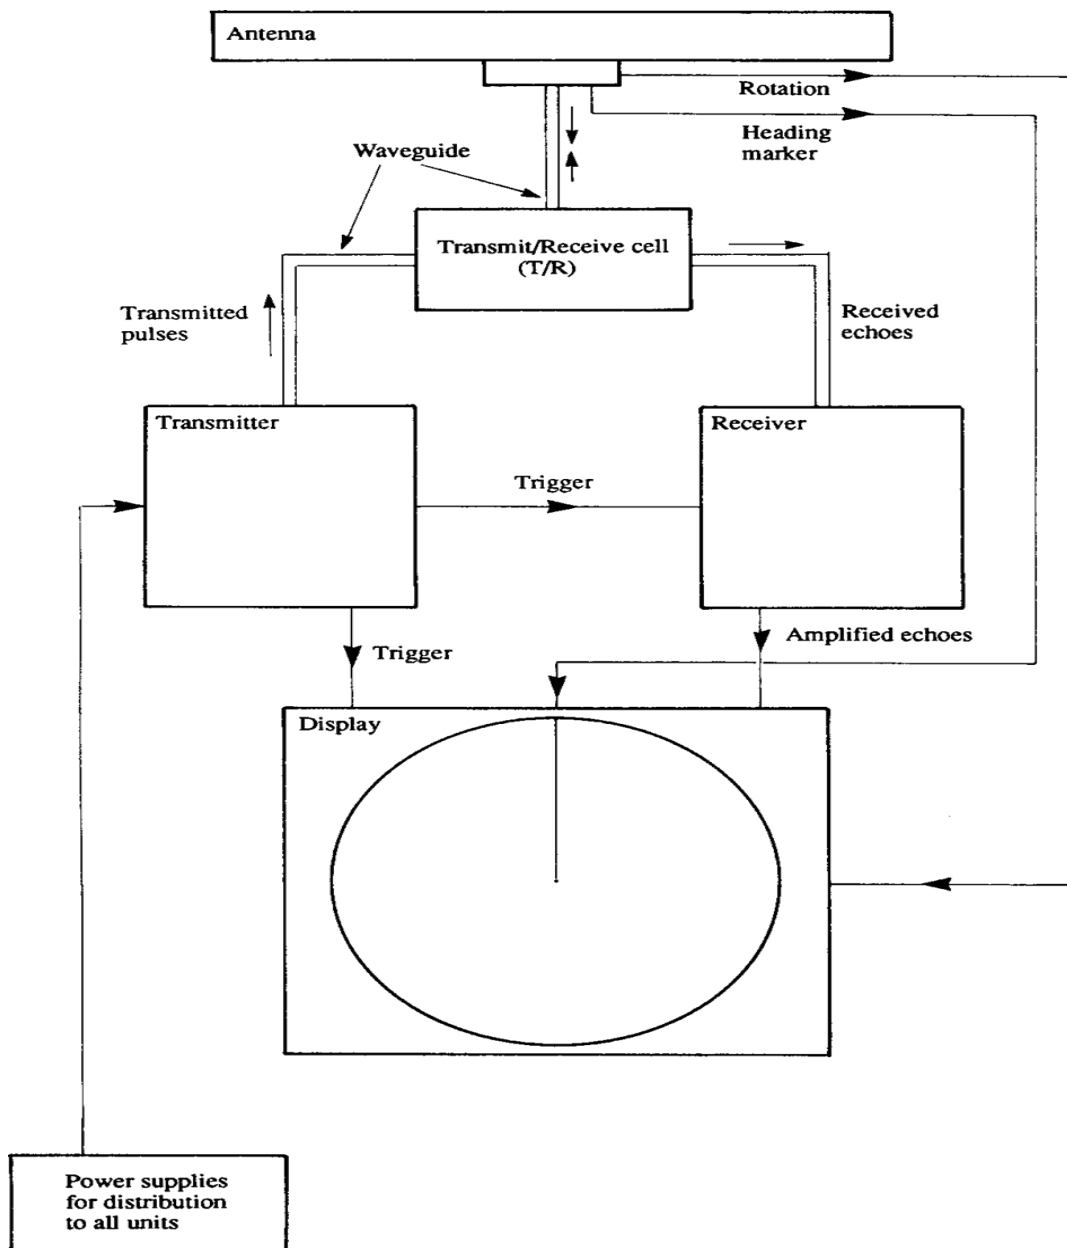 Antenna
Rotation
Heading
marker
Waveguide
Transmit/Receive cell
(T/R)
Transmitted
pulses
Received
echoes
Transmitter
Receiver
Trigger
Amplified echoes
Trigger
Display
Power supplies
for distribution
to all units